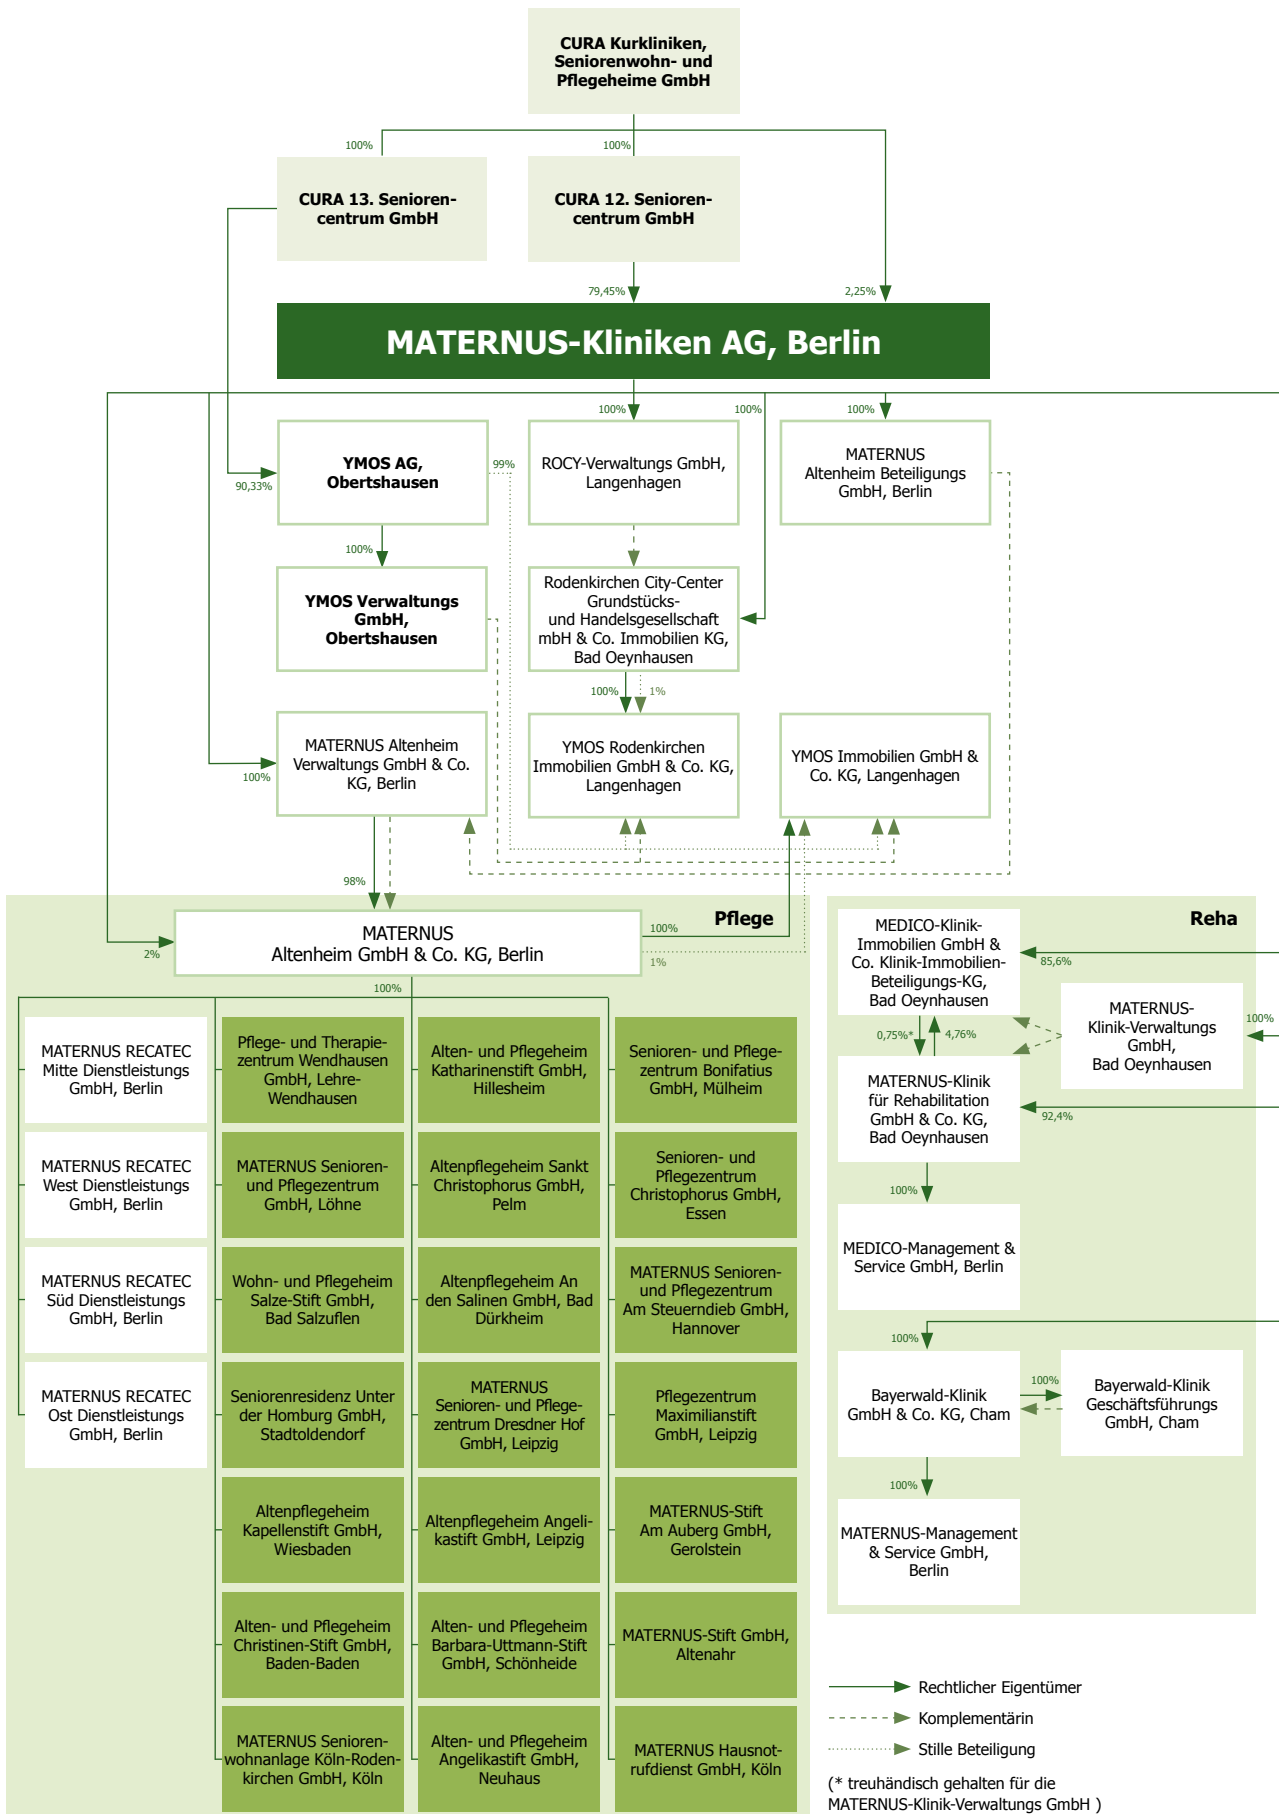 CURA Kurkliniken,
Seniorenwohn- und
Pflegeheime GmbH
100%
100%
CURA 13. Senioren-
centrum GmbH
CURA 12. Senioren-
centrum GmbH
79,45%
2,25%
MATERNUS-Kliniken AG, Berlin
100%
100%
100%
YMOS AG,
Obertshausen
90,33%
99%
ROCY-Verwaltungs GmbH,
Langenhagen
MATERNUS
Altenheim Beteiligungs
GmbH, Berlin
100%
YMOS Verwaltungs
GmbH,
Obertshausen
Rodenkirchen City-Center
Grundstücks-
und Handelsgesellschaft
mbH & Co. Immobilien KG,
Bad Oeynhausen
100%
1%
MATERNUS Altenheim
Verwaltungs GmbH & Co.
KG, Berlin
100%
YMOS Rodenkirchen
Immobilien GmbH & Co. KG,
Langenhagen
YMOS Immobilien GmbH &
Co. KG, Langenhagen
98%
Pflege
MATERNUS
Altenheim GmbH & Co. KG, Berlin
2%
100%
1%
100%
MATERNUS RECATEC
Mitte Dienstleistungs
GmbH, Berlin
Pflege- und Therapie-
zentrum Wendhausen
GmbH, Lehre-
Wendhausen
Alten- und Pflegeheim
Katharinenstift GmbH,
Hillesheim
Senioren- und Pflege-
zentrum Bonifatius
GmbH, Mülheim
MATERNUS RECATEC
West Dienstleistungs
GmbH, Berlin
MATERNUS Senioren-
und Pflegezentrum
GmbH, Löhne
Altenpflegeheim Sankt
Christophorus GmbH,
Pelm
Senioren- und
Pflegezentrum
Christophorus GmbH,
Essen
MATERNUS RECATEC
Süd Dienstleistungs
GmbH, Berlin
Wohn- und Pflegeheim
Salze-Stift GmbH,
Bad Salzuflen
Altenpflegeheim An
den Salinen GmbH, Bad
Dürkheim
MATERNUS Senioren-
und Pflegezentrum
Am Steuerndieb GmbH,
Hannover
MATERNUS RECATEC
Ost Dienstleistungs
GmbH, Berlin
Seniorenresidenz Unter
der Homburg GmbH,
Stadtoldendorf
MATERNUS
Senioren- und Pflege-
zentrum Dresdner Hof
GmbH, Leipzig
Pflegezentrum
Maximilianstift
GmbH, Leipzig
Altenpflegeheim
Kapellenstift GmbH,
Wiesbaden
Altenpflegeheim Angeli-
kastift GmbH, Leipzig
MATERNUS-Stift
Am Auberg GmbH,
Gerolstein
Alten- und Pflegeheim
Christinen-Stift GmbH,
Baden-Baden
Alten- und Pflegeheim
Barbara-Uttmann-Stift
GmbH, Schönheide
MATERNUS-Stift GmbH,
Altenahr
MATERNUS Senioren-
wohnanlage Köln-Roden-
kirchen GmbH, Köln
Alten- und Pflegeheim
Angelikastift GmbH,
Neuhaus
MATERNUS Hausnot-
rufdienst GmbH, Köln
Reha
MEDICO-Klinik-
Immobilien GmbH &
Co. Klinik-Immobilien-
Beteiligungs-KG,
Bad Oeynhausen
85,6%
MATERNUS-
Klinik-Verwaltungs
GmbH,
Bad Oeynhausen
100%
0,75%*
4,76%
MATERNUS-Klinik
für Rehabilitation
GmbH & Co. KG,
Bad Oeynhausen
92,4%
100%
MEDICO-Management &
Service GmbH, Berlin
100%
Bayerwald-Klinik
GmbH & Co. KG, Cham
100%
Bayerwald-Klinik
Geschäftsführungs
GmbH, Cham
100%
MATERNUS-Management
& Service GmbH,
Berlin
Rechtlicher Eigentümer
Komplementärin
Stille Beteiligung
(* treuhändisch gehalten für die
MATERNUS-Klinik-Verwaltungs GmbH )